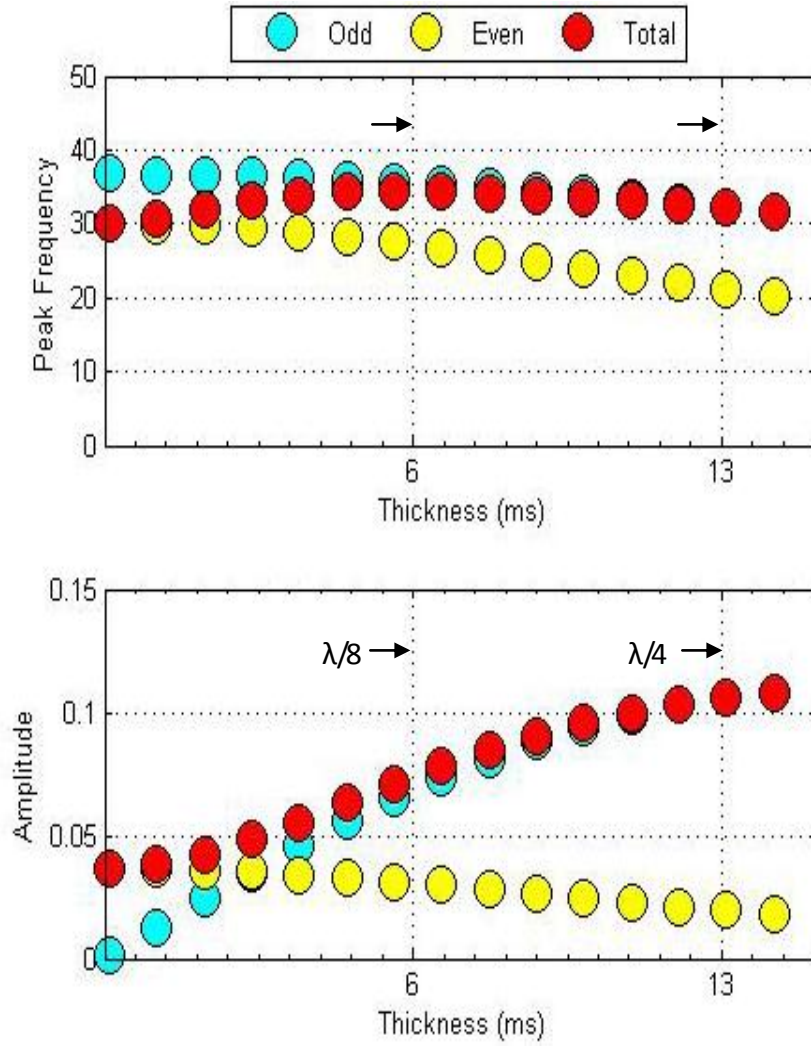 Odd Even Total
50
40
30
20
10
0
Peak Frequency
6 13
Thickness (ms)
0.15
0.1
0.05
0
Amplitude
λ/8 λ/4
6 13
Thickness (ms)